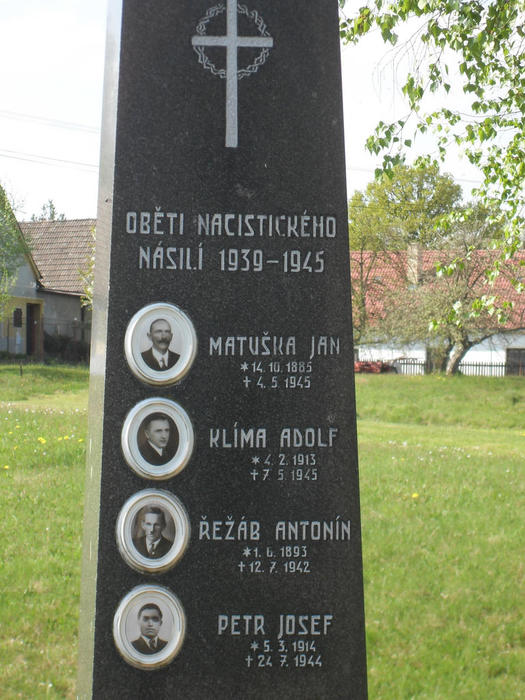 OBĚTI NACISTICKÉHO
NÁSILÍ 1939-1945
MATUŠKA JAN
* 14. 10. 1885
† 4. 5. 1945
KLÍMA ADOLF
* 4. 2. 1913
† 7. 5. 1945
ŘEŽÁB ANTONÍN
* 1. 6. 1893
† 12. 7. 1942
PETR JOSEF
* 5. 3. 1914
† 24. 7. 1944